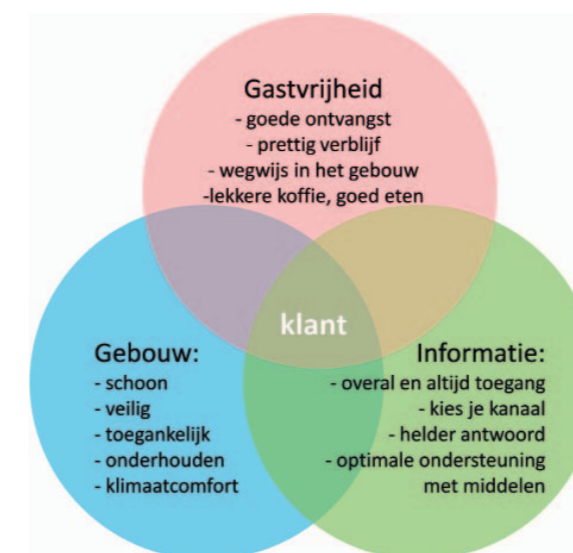 Gastvrijheid
- goede ontvangst
- prettig verblijf
- wegwijs in het gebouw
-lekkere koffie, goed eten
klant
Gebouw:
- schoon
- veilig
- toegankelijk
- onderhouden
- klimaatcomfort
Informatie:
- overal en altijd toegang
- kies je kanaal
- helder antwoord
- optimale ondersteuning
met middelen